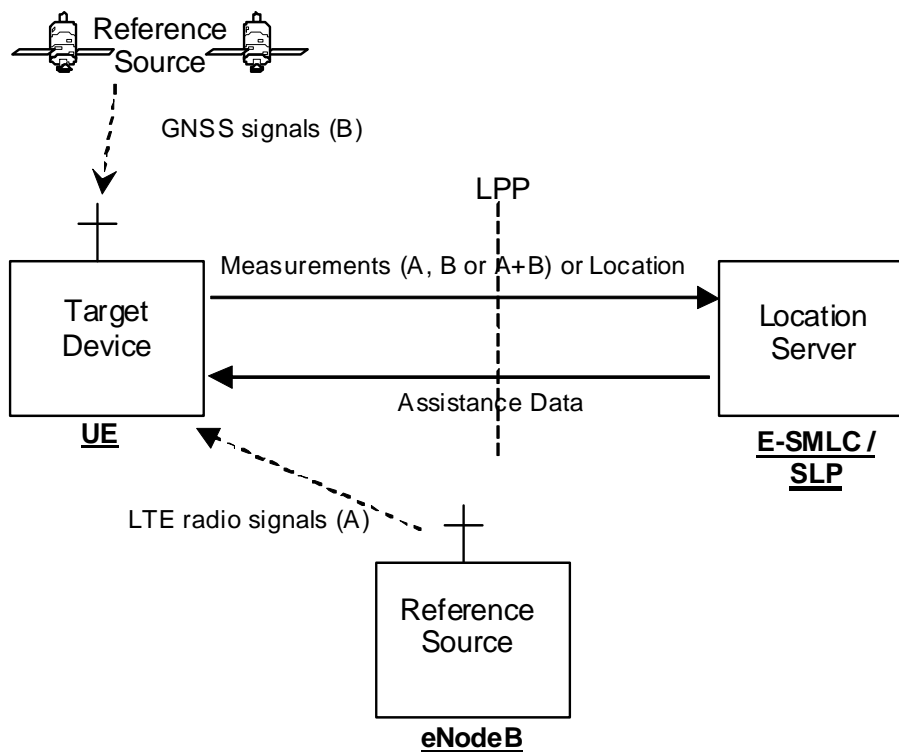 Reference
Source
GNSS signals (B)
LPP
Measurements (A, B or A+B) or Location
Target
Device
Location
Server
Assistance Data
UE
E-SMLC /
SLP
LTE radio signals (A)
Reference
Source
eNodeB